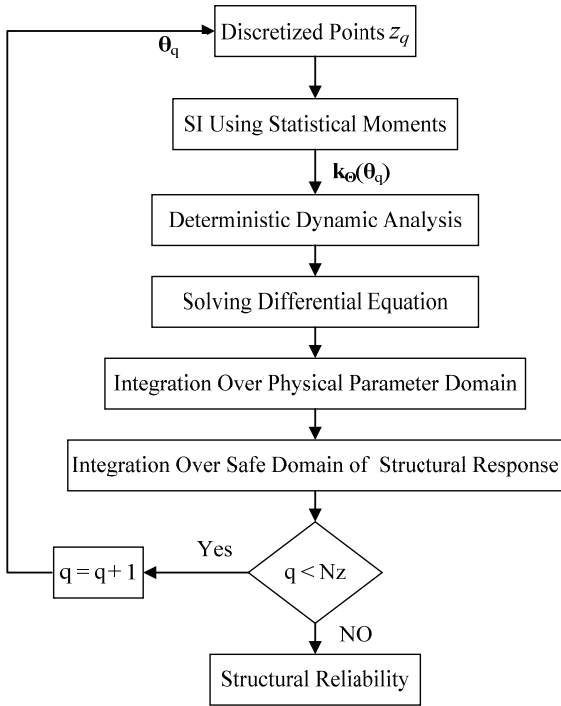 Discretized Points zq
θq
SI Using Statistical Moments
kΘ(θq)
Deterministic Dynamic Analysis
Solving Differential Equation
Integration Over Physical Parameter Domain
Integration Over Safe Domain of Structural Response
Yes
q = q+1
q < Nz
NO
Structural Reliability